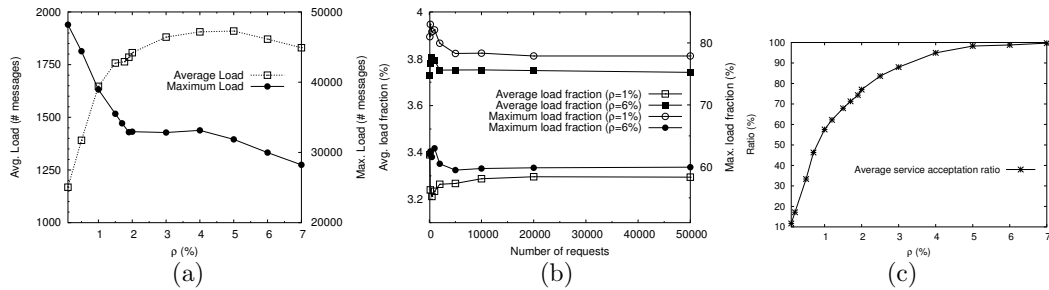 2000
1750
1500
1250
1000
Avg. Load (# messages)
50000
40000
30000
20000
Max. Load (# messages)
Average Load
Maximum Load
1
2
3
4
5
6
7
ρ (%)
(a)
4
3.8
3.6
3.4
3.2
Avg. load fraction (%)
Average load fraction (ρ=1%)
Average load fraction (ρ=6%)
Maximum load fraction (ρ=1%)
Maximum load fraction (ρ=6%)
80
70
60
Max. load fraction (%)
0
10000
20000
30000
40000
50000
Number of requests
(b)
100
90
80
70
60
50
40
30
20
10
Ratio (%)
Average service acceptation ratio
1
2
3
4
5
6
7
ρ (%)
(c)